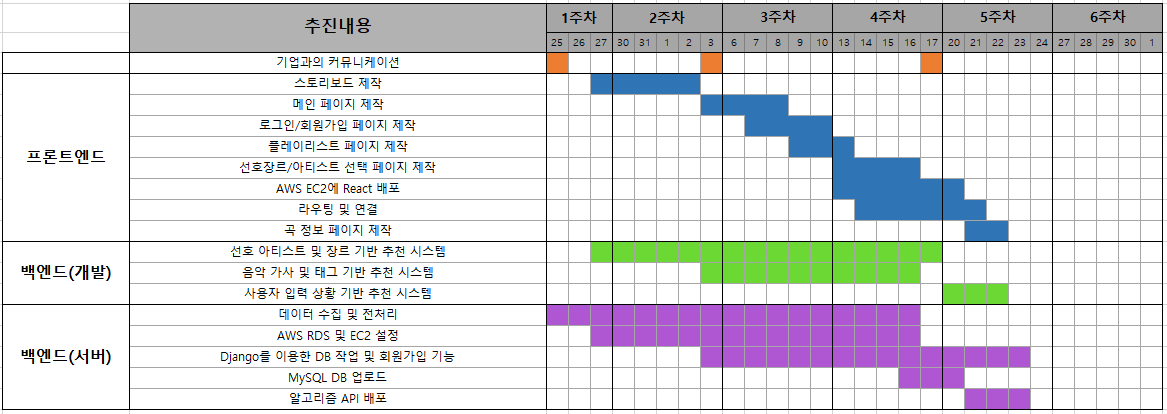 추진내용 1주차 2주차 3주차 4주차 5주차 6주차
25 26 27 30 31 1 2 3 6 7 8 9 10 13 14 15 16 17 20 21 22 23 24 27 28 29 30 1
기업과의 커뮤니케이션
프론트엔드
스토리보드 제작
메인 페이지 제작
로그인/회원가입 페이지 제작
플레이리스트 페이지 제작
선호장르/아티스트 선택 페이지 제작
AWS EC2에 React 배포
라우팅 및 연결
곡 정보 페이지 제작
백엔드(개발)
선호 아티스트 및 장르 기반 추천 시스템
음악 가사 및 태그 기반 추천 시스템
사용자 입력 상황 기반 추천 시스템
백엔드(서버)
데이터 수집 및 전처리
AWS RDS 및 EC2 설정
Django를 이용한 DB 작업 및 회원가입 기능
MySQL DB 업로드
알고리즘 API 배포